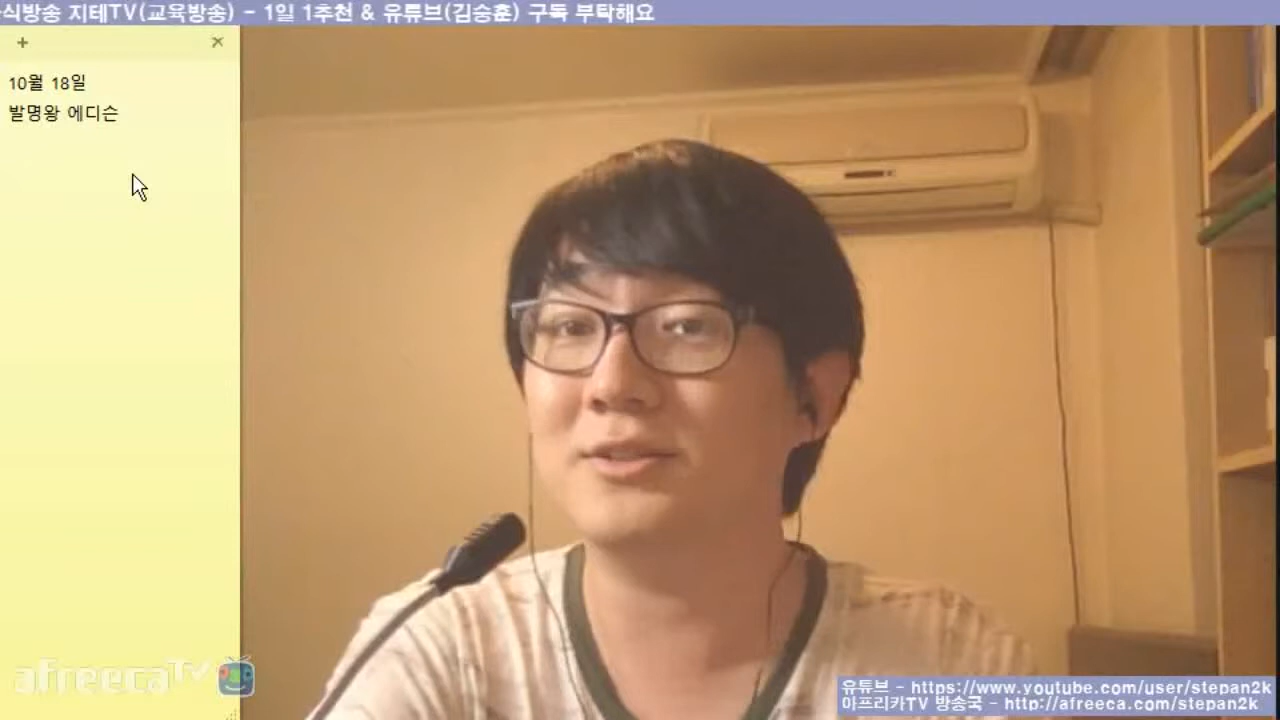 식방송 지테TV(교육방송) - 1일 1추천 & 유튜브(김승훈) 구독 부탁해요
10월 18일
발명왕 에디슨
afreecaTV
유튜브 - https://www.youtube.com/user/stepan2k
아프리카TV 방송국 - http://afreeca.com/stepan2k